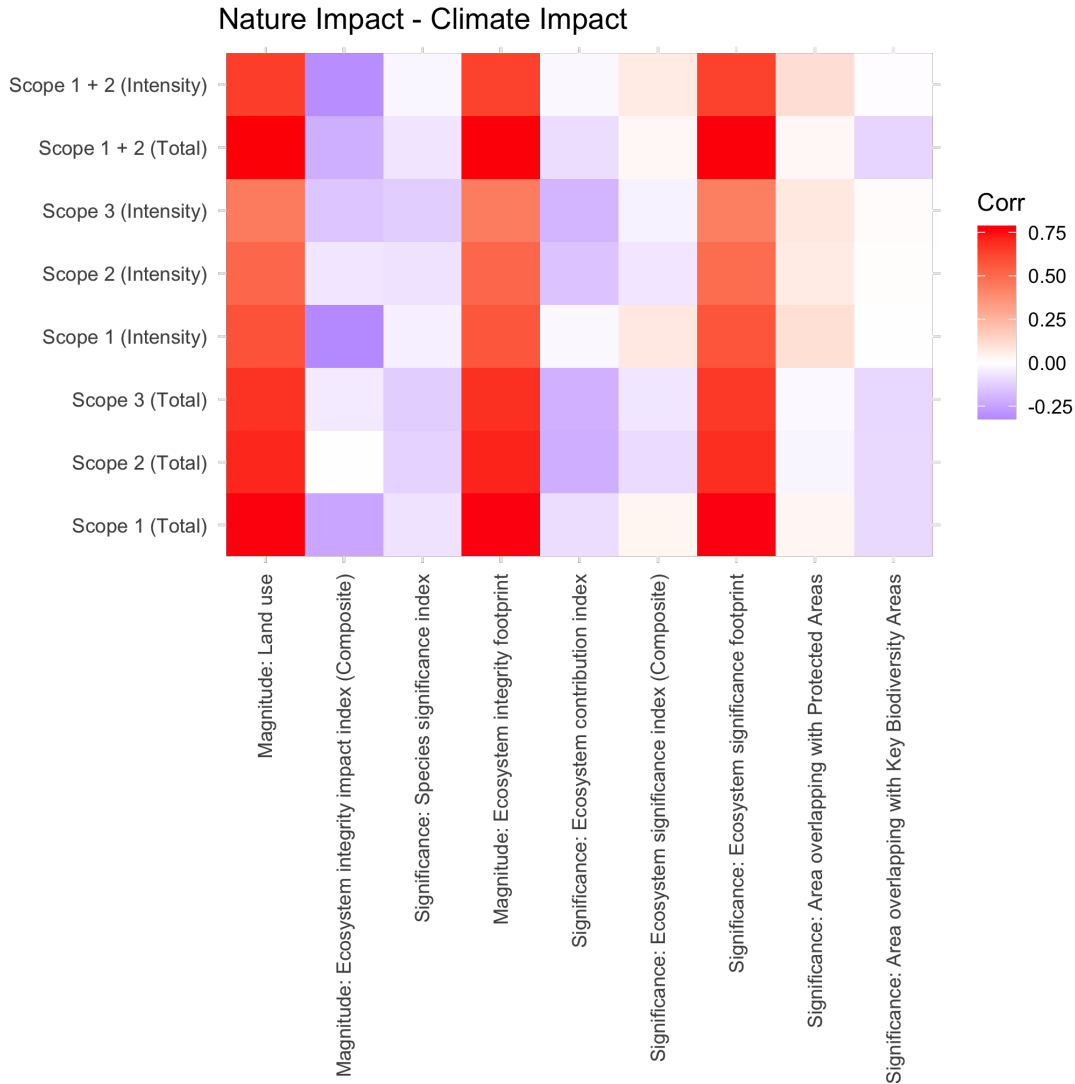 Nature Impact - Climate Impact
Scope 1 + 2 (Intensity)
Scope 1 + 2 (Total)
Scope 3 (Intensity)
Scope 2 (Intensity)
Scope 1 (Intensity)
Scope 3 (Total)
Scope 2 (Total)
Scope 1 (Total)
Corr
0.75
0.50
0.25
0.00
-0.25
Magnitude: Land use
Magnitude: Ecosystem integrity impact index (Composite)
Significance: Species significance index
Magnitude: Ecosystem integrity footprint
Significance: Ecosystem contribution index
Significance: Ecosystem significance index (Composite)
Significance: Ecosystem significance footprint
Significance: Area overlapping with Protected Areas
Significance: Area overlapping with Key Biodiversity Areas